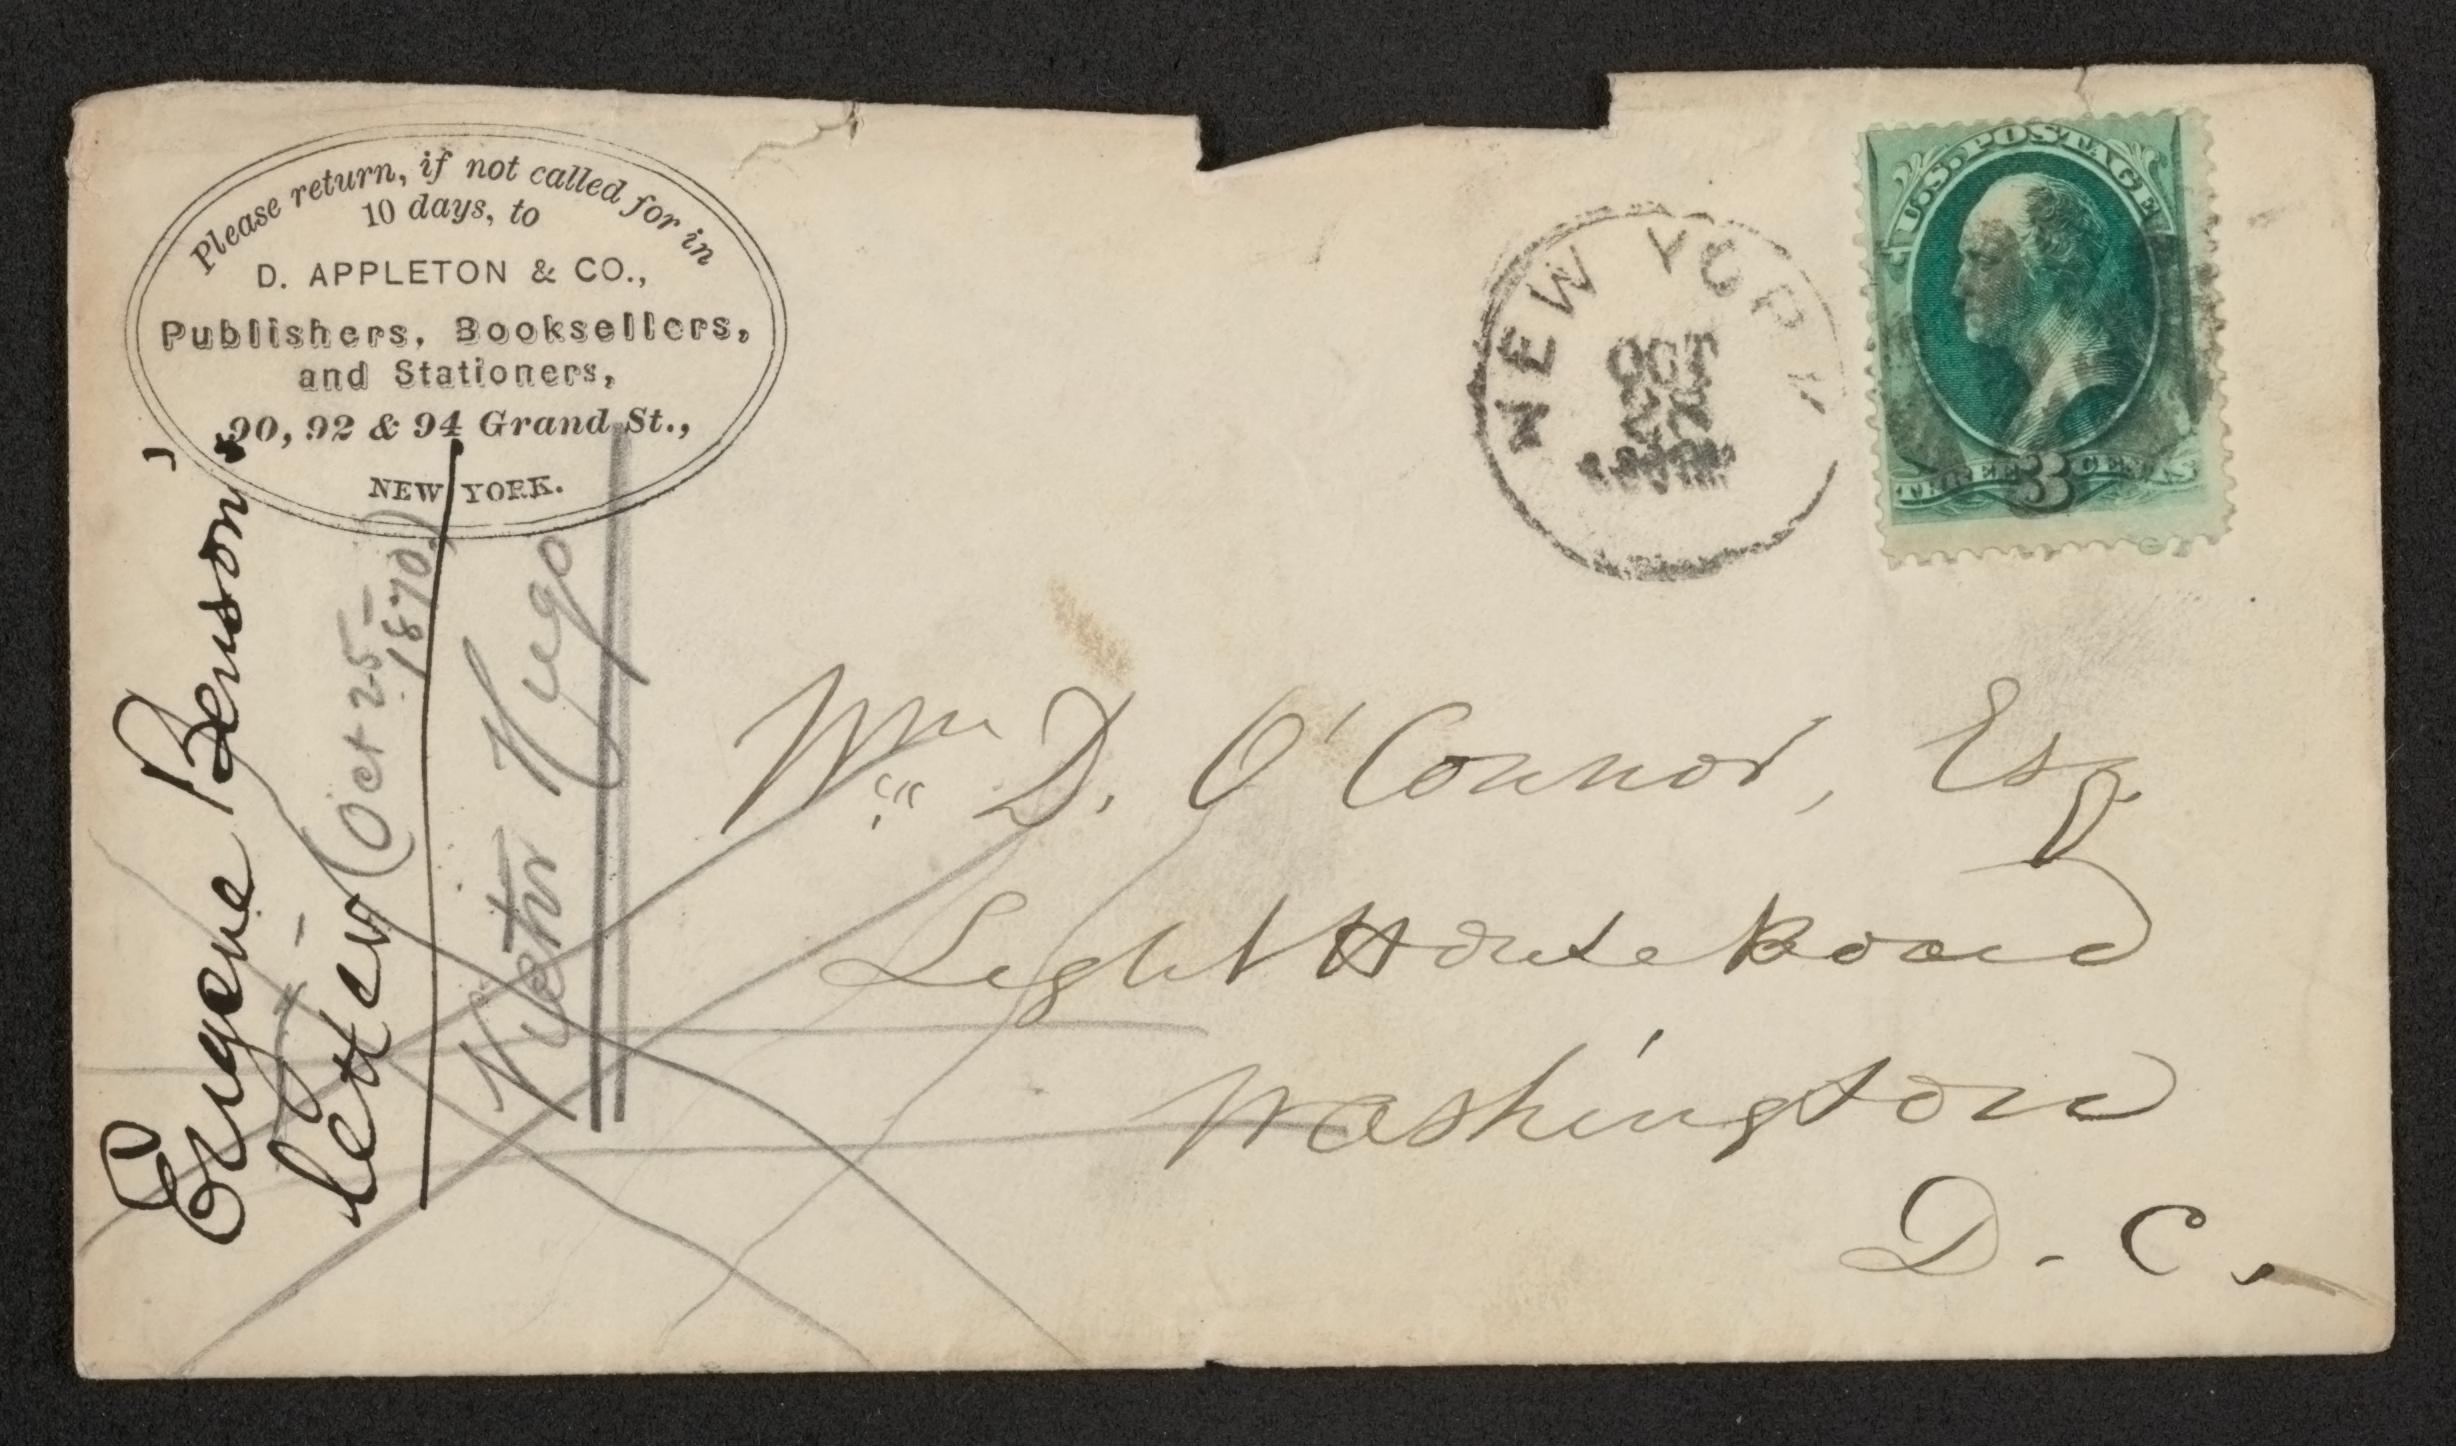 Please return, if not called for in
10 days, to
D. APPLETON & CO.,
Publishers, Booksellers,
and Stationers,
90, 92 & 94 Grand St.,
NEW YORK.
NEW YORK
OCT
U.S. POSTAGE
THREE 3 CENTS
Wm D. O'Connor, Esq.
Light House Board
Washington
D. C.
Eugene Benson's
letter (Oct 25
1870)
Victor Hugo